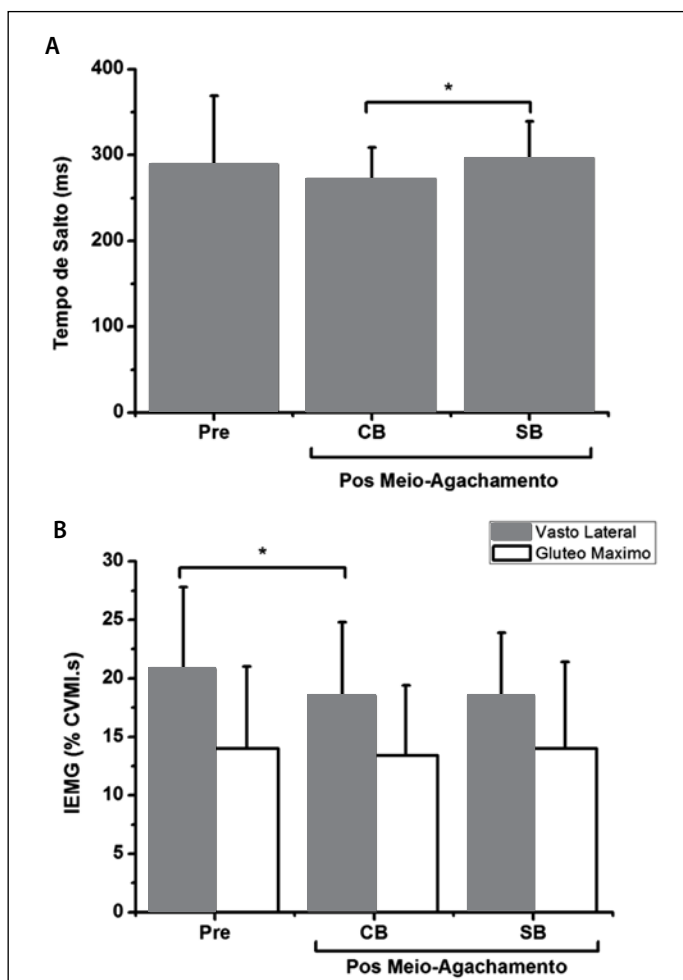 A
Tempo de Salto (ms)
400
300
200
100
0
*
Pre
CB
SB
Pos Meio-Agachamento
B
Vasto Lateral
Gluteo Maximo
IEMG (% CVMI.s)
30
25
20
15
10
5
0
*
Pre
CB
SB
Pos Meio-Agachamento